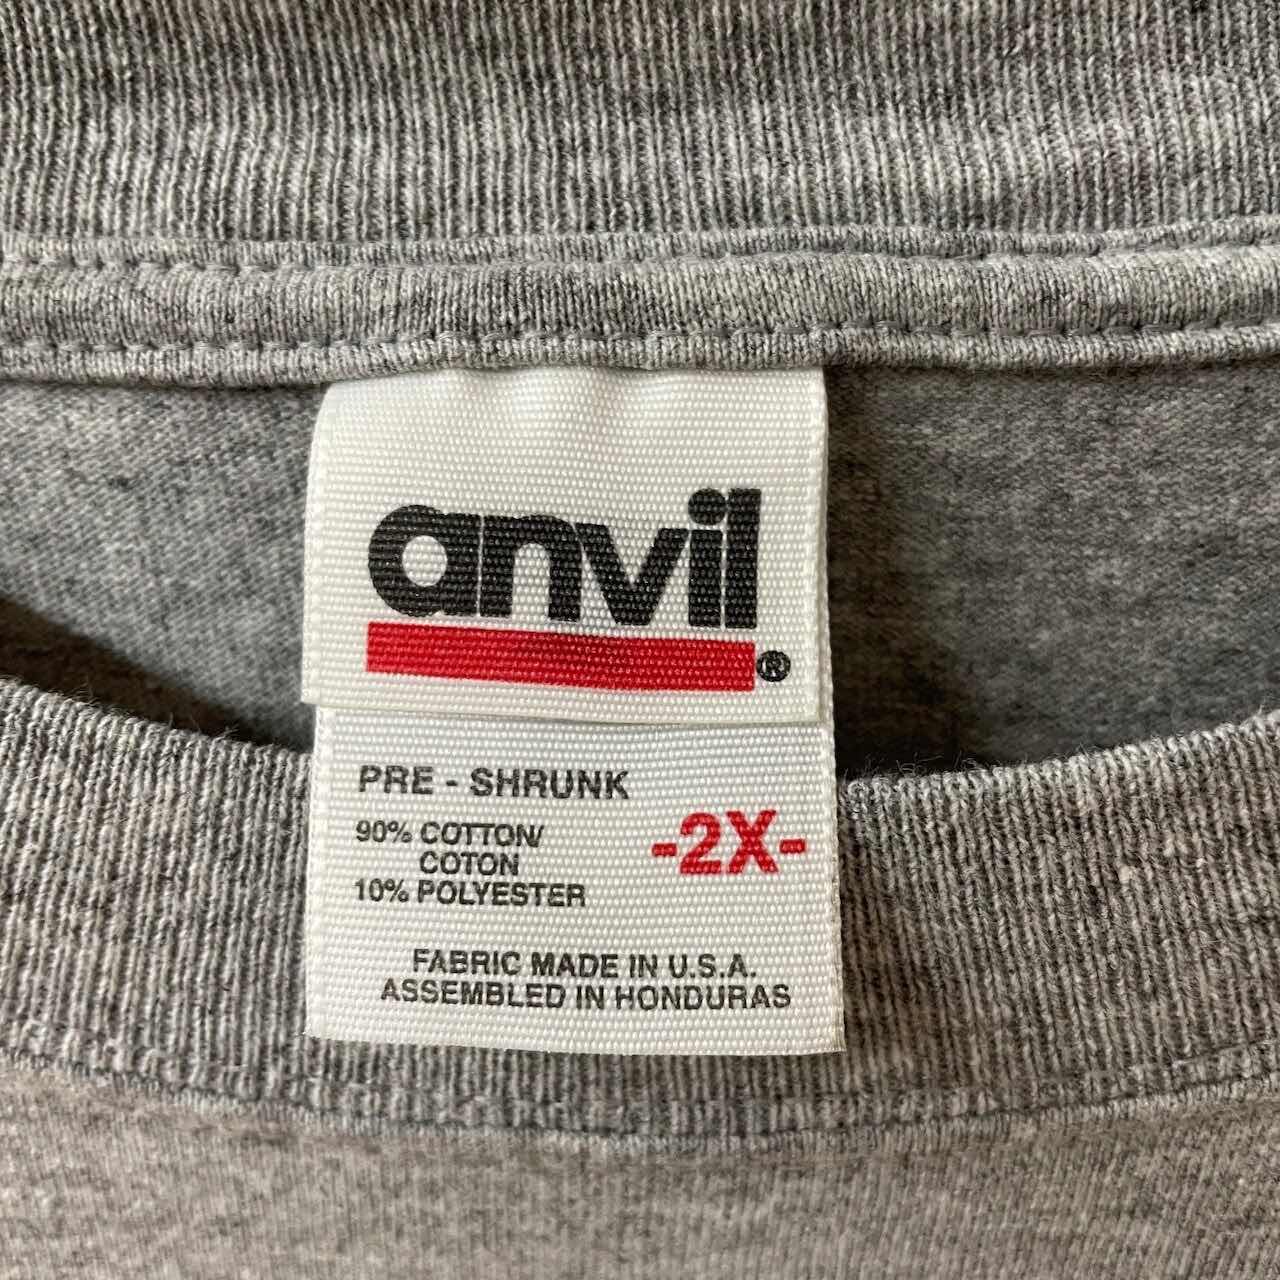 anvil®
PRE - SHRUNK
90% COTTON/
COTON
10% POLYESTER
-2X-
FABRIC MADE IN U.S.A.
ASSEMBLED IN HONDURAS